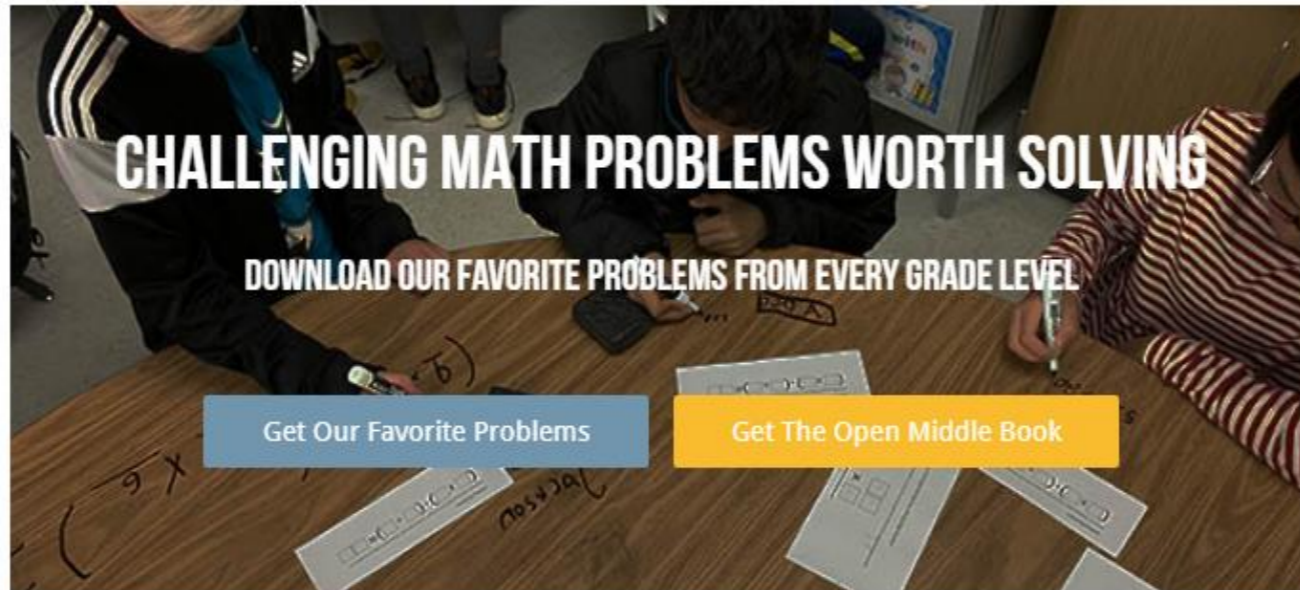 CHALLENGING MATH PROBLEMS WORTH SOLVING
DOWNLOAD OUR FAVORITE PROBLEMS FROM EVERY GRADE LEVEL
Get Our Favorite Problems
Get The Open Middle Book
Jackson